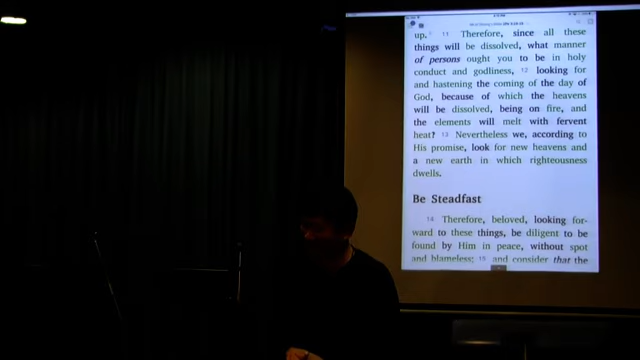 up. 11 Therefore, since all these
things will be dissolved, what manner
of persons ought you to be in holy
conduct and godliness, 12 looking for
and hastening the coming of the day of
God, because of which the heavens
will be dissolved, being on fire, and
the elements will melt with fervent
heat? 13 Nevertheless we, according to
His promise, look for new heavens and
a new earth in which righteousness
dwells.
Be Steadfast
14 Therefore, beloved, looking for-
ward to these things, be diligent to be
found by Him in peace, without spot
and blameless; 15 and consider that the